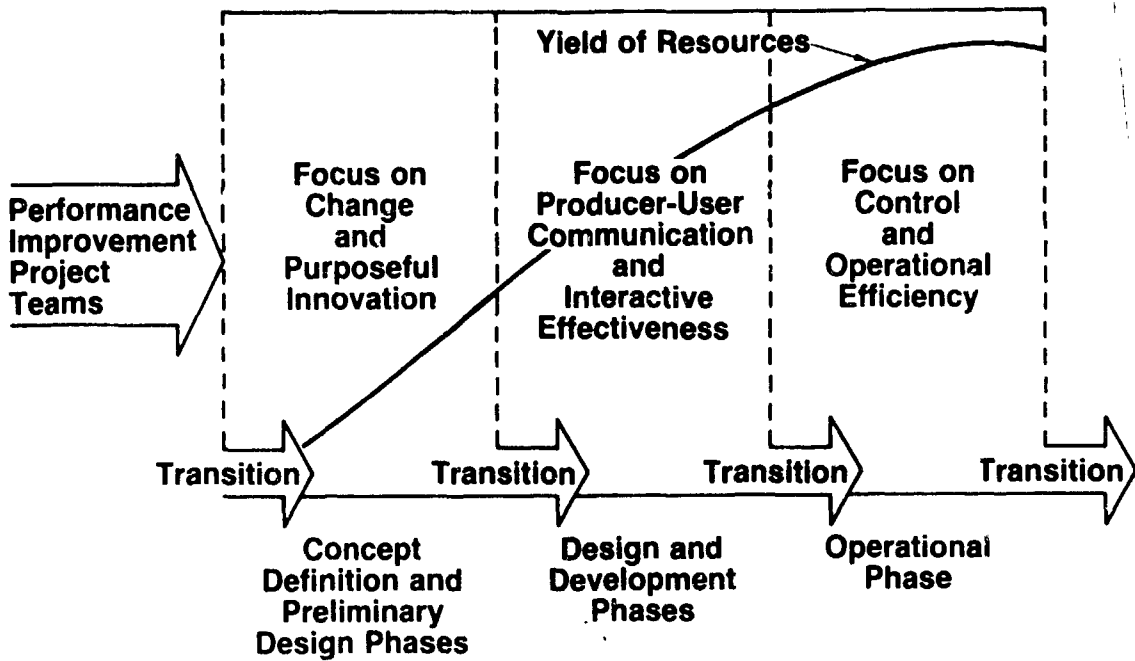 Yield of Resources
Performance
Improvement
Project
Teams
Focus on
Change
and
Purposeful
Innovation
Focus on
Producer-User
Communication
and
Interactive
Effectiveness
Focus on
Control
and
Operational
Efficiency
Transition
Transition
Transition
Transition
Concept
Definition and
Preliminary
Design Phases
Design and
Development
Phases
Operational
Phase